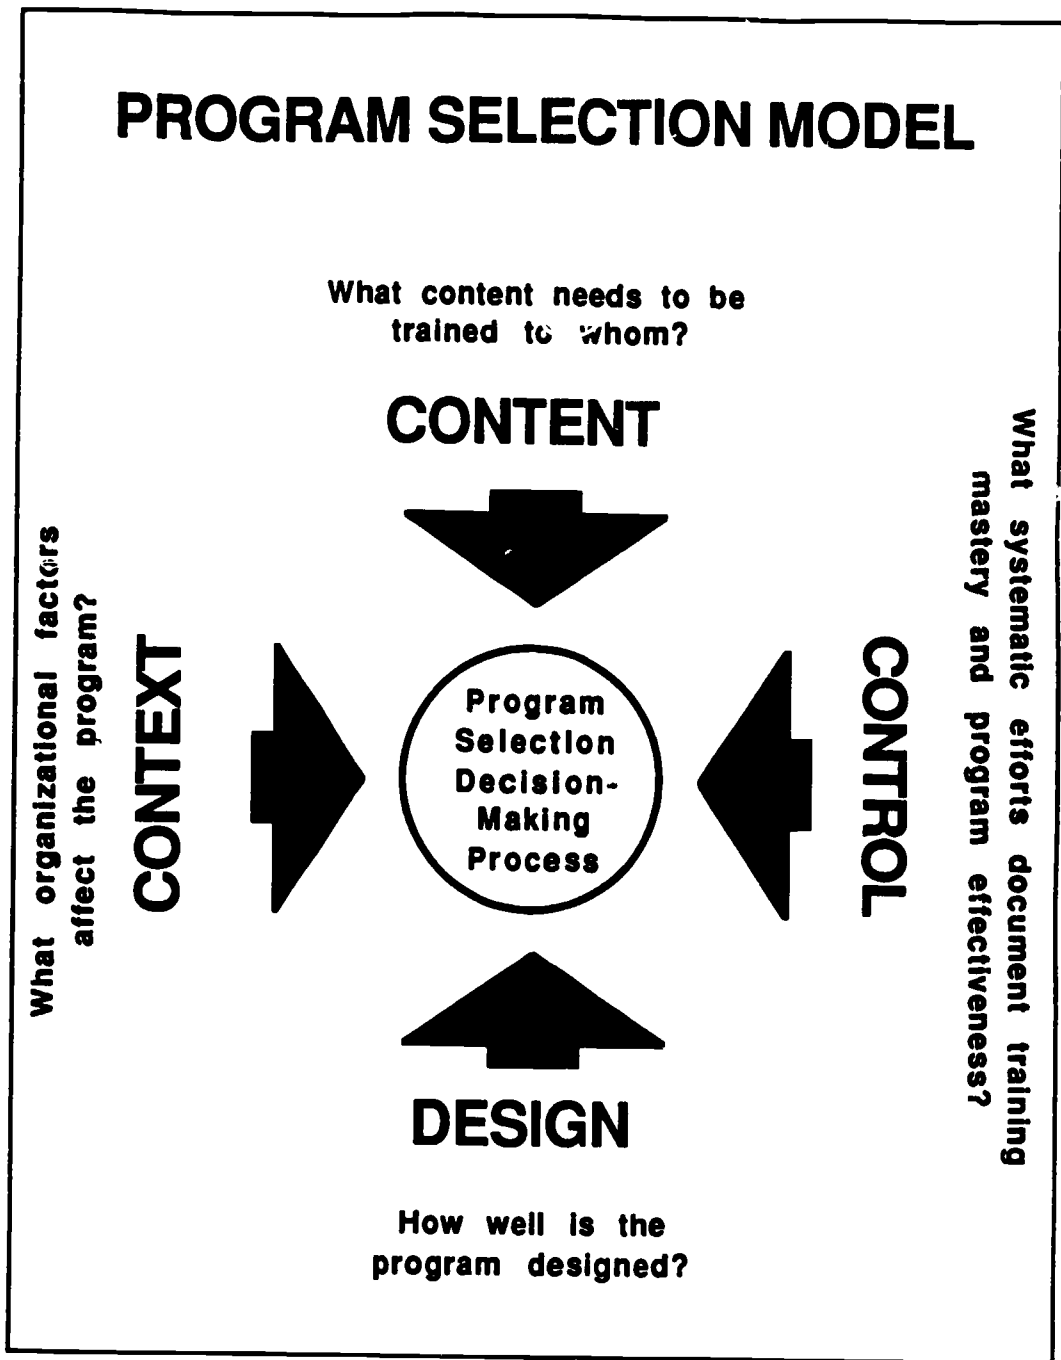 PROGRAM SELECTION MODEL
What content needs to be
trained to whom?
CONTENT
What organizational factors
affect the program?
CONTEXT
Program
Selection
Decision-
Making
Process
CONTROL
What systematic efforts document training
mastery and program effectiveness?
DESIGN
How well is the
program designed?